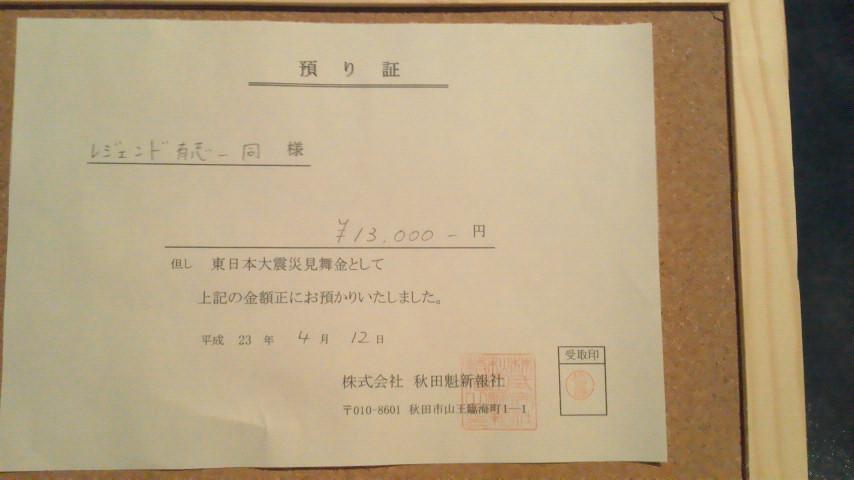 預り証
レジェンド有志一同 様
¥13,000- 円
但し 東日本大震災見舞金として
上記の金額正にお預かりいたしました。
平成 23 年 4 月 12 日
受取印
株式会社 秋田魁新報社
〒010-8601 秋田市山王臨海町1―1